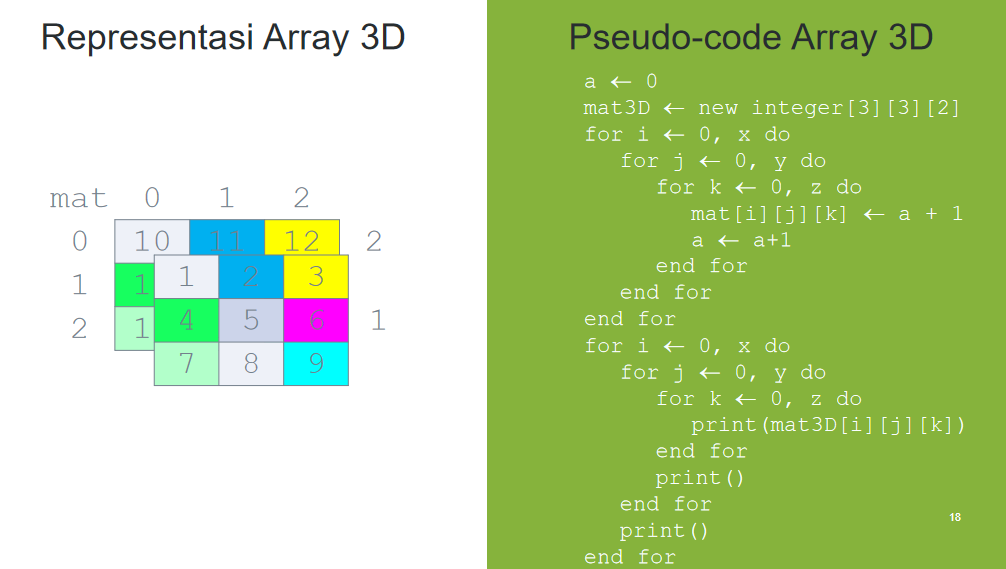 Representasi Array 3D
mat 0 1 2
0 10 11 12 2
1 1
2 1
1 2 3
4 5 6 1
7 8 9
Pseudo-code Array 3D
a ← 0
mat3D ← new integer[3][3][2]
for i ← 0, x do
for j ← 0, y do
for k ← 0, z do
mat[i][j][k] ← a + 1
a ← a+1
end for
end for
end for
for i ← 0, x do
for j ← 0, y do
for k ← 0, z do
print(mat3D[i][j][k])
end for
print()
end for
print()
end for
18